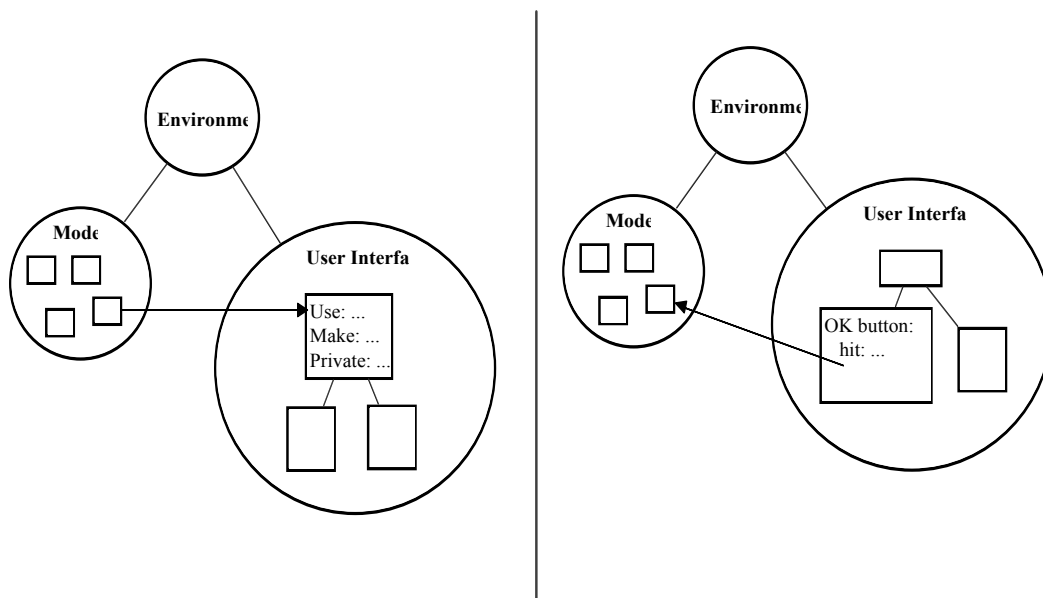 Environme
Mode
User Interfa
Use: ...
Make: ...
Private: ...
Environme
Mode
User Interfa
OK button:
hit: ...